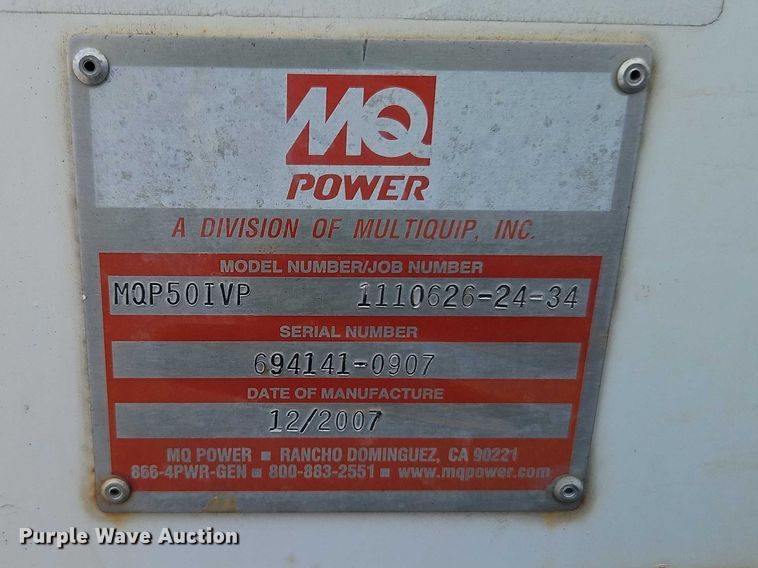 MQ
POWER
A DIVISION OF MULTIQUIP, INC.
MODEL NUMBER/JOB NUMBER
MQP50IVP 1110626-24-34
SERIAL NUMBER
694141-0907
DATE OF MANUFACTURE
12/2007
MQ POWER ■ RANCHO DOMINGUEZ, CA 90221
866-4PWR-GEN ■ 800-883-2551 ■ www.mqpower.com
Purple Wave Auction